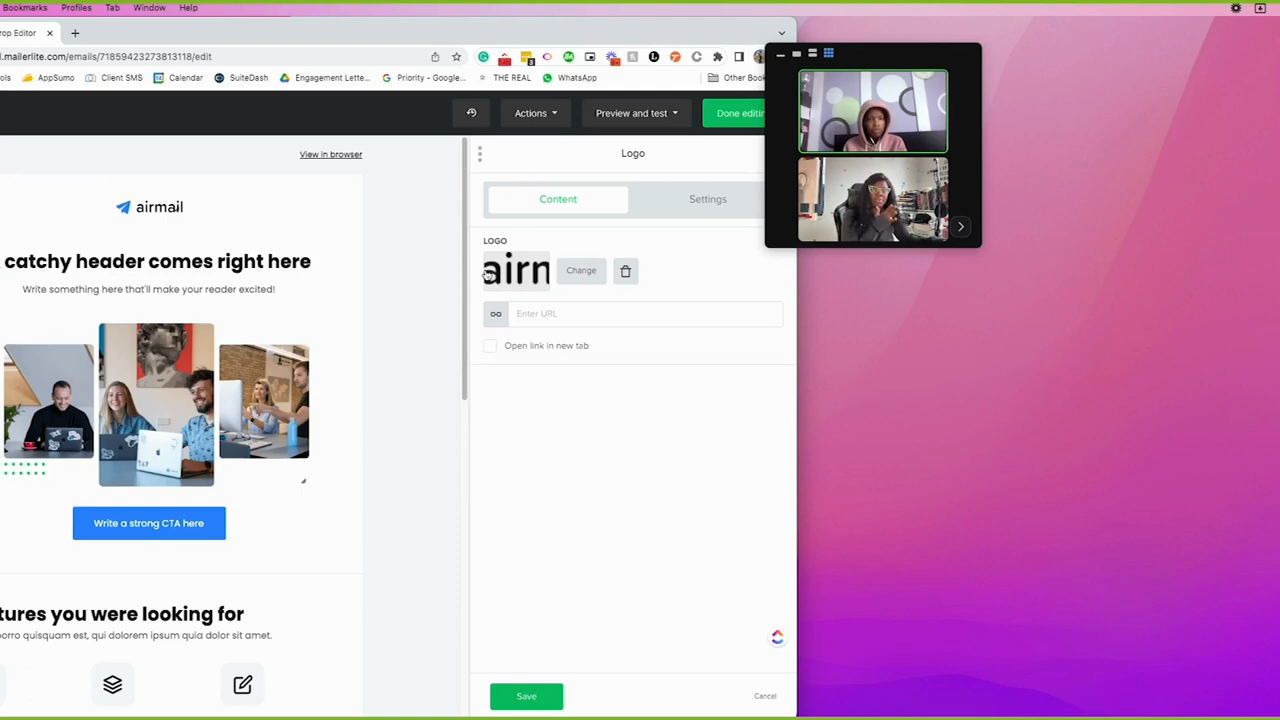 Bookmarks Profiles Tab Window Help
rop Editor
.mailerlite.com/emails/71859423273813118/edit
ols AppSumo Client SMS Calendar SuiteDash Engagement Lette... Priority - Google... THE REAL WhatsApp Other Book
Actions Preview and test Done editin
View in browser
Logo
airmail
Content Settings
LOGO
airn Change
catchy header comes right here
Write something here that'll make your reader excited!
Enter URL
Open link in new tab
Write a strong CTA here
tures you were looking for
porro quisquam est, qui dolorem ipsum quia dolor sit amet.
Save Cancel